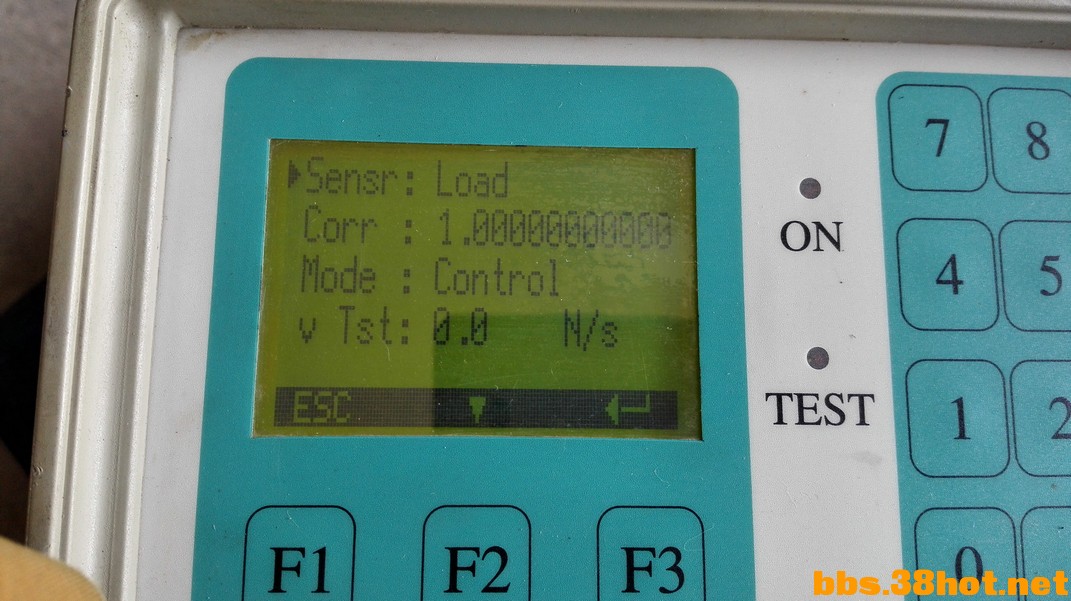 Sensr: Load
Corr : 1.00000000000
Mode : Control
v Tst: 0.0 N/s
ESC
F1 F2 F3
ON
TEST
7 8
4 5
1 2
0
bbs.38hot.net